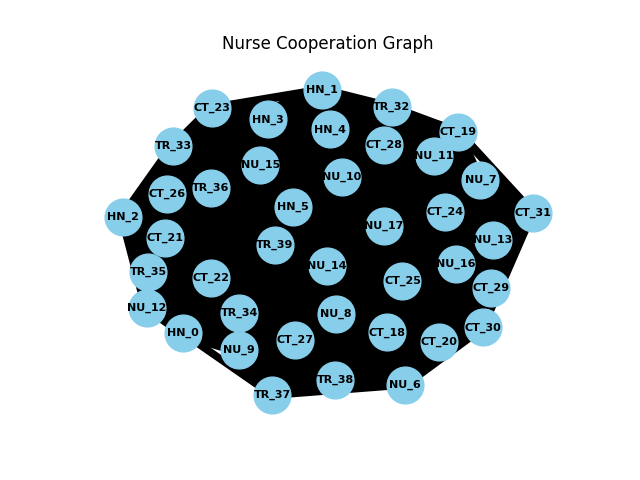 Nurse Cooperation Graph
HN_1
CT_23
TR_32
HN_3
HN_4
CT_19
TR_33
CT_28
NU_11
NU_15
NU_10
NU_7
CT_26
TR_36
HN_5
CT_24
CT_31
HN_2
NU_17
CT_21
TR_39
NU_13
NU_14
NU_16
TR_35
CT_22
CT_25
CT_29
NU_12
TR_34
NU_8
CT_30
HN_0
CT_18
CT_27
CT_20
NU_9
TR_38
NU_6
TR_37